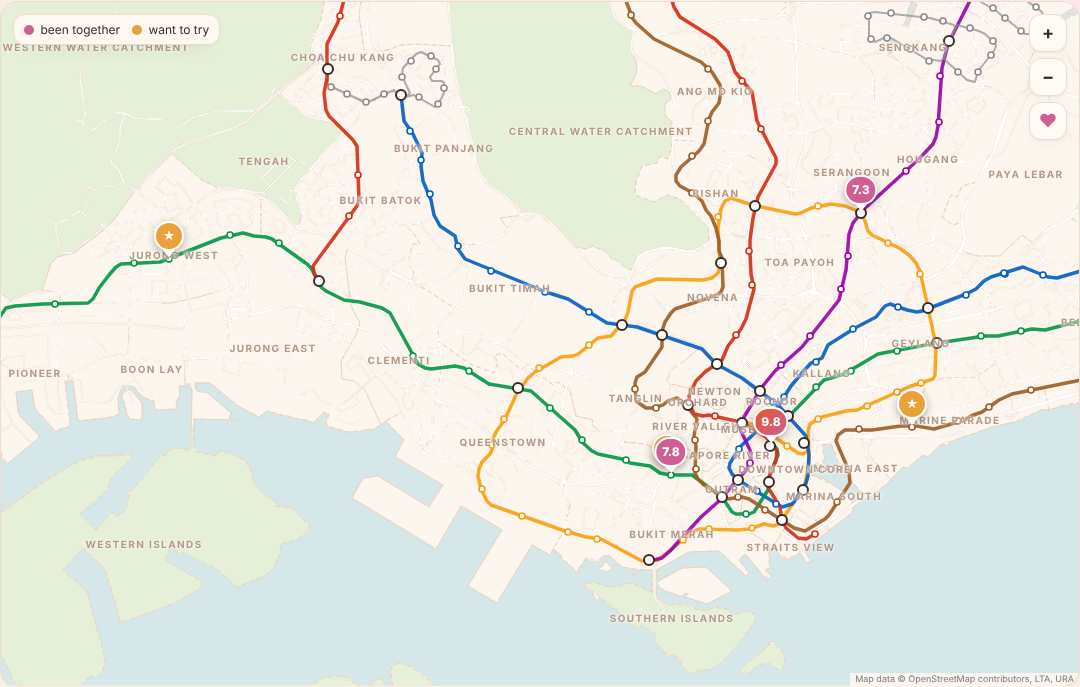 been together
want to try
+
−
WESTERN WATER CATCHMENT
CHOA CHU KANG
SENGKANG
ANG MO KIO
CENTRAL WATER CATCHMENT
BUKIT PANJANG
TENGAH
HOUGANG
SERANGOON
PAYA LEBAR
7.3
BISHAN
BUKIT BATOK
JURONG WEST
TOA PAYOH
BUKIT TIMAH
NOVENA
JURONG EAST
GEYLANG
CLEMENTI
BOON LAY
PIONEER
KALLANG
NEWTON
TANGLIN
ORCHARD
ROCHOR
MARINE PARADE
9.8
RIVER VALLEY
QUEENSTOWN
7.8
DOWNTOWN CORE
MARINA EAST
OUTRAM
MARINA SOUTH
BUKIT MERAH
STRAITS VIEW
WESTERN ISLANDS
SOUTHERN ISLANDS
Map data © OpenStreetMap contributors, LTA, URA